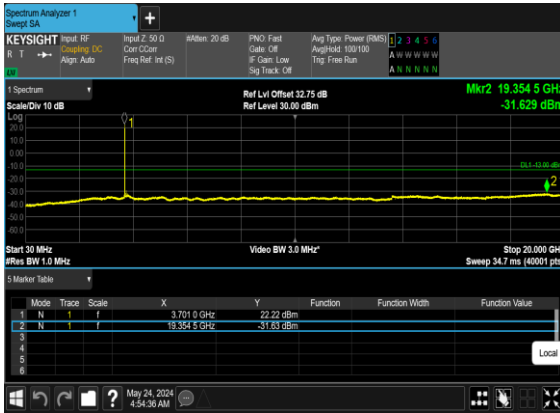 Spectrum Analyzer 1
Swept SA
+
KEYSIGHT Input: RF Input Z: 50 Ω #Atten: 20 dB PNO: Fast Avg Type: Power (RMS) 1 2 3 4 5 6
R T Coupling: DC Corr CCorr Gate: Off Avg|Hold: 100/100 A W W W W W
Align: Auto Freq Ref: Int (S) IF Gain: Low Trig: Free Run
Sig Track: Off A N N N N N
LXI
1 Spectrum Ref Lvl Offset 32.75 dB Mkr2 19.354 5 GHz
Scale/Div 10 dB Ref Level 30.00 dBm -31.629 dBm
Log
1
20.0
10.0
0.00
-10.0
DL1 -13.00 dBm
-20.0
2
-30.0
-40.0
-50.0
-60.0
Start 30 MHz Video BW 3.0 MHz* Stop 20.000 GH
#Res BW 1.0 MHz Sweep 34.7 ms (40001 pts
5 Marker Table
Mode Trace Scale X Y Function Function Width Function Value
1 N 1 f 3.701 0 GHz 22.22 dBm
2 N 1 f 19.354 5 GHz -31.63 dBm
3
4
5
6
Local
? May 24, 2024
4:54:36 AM